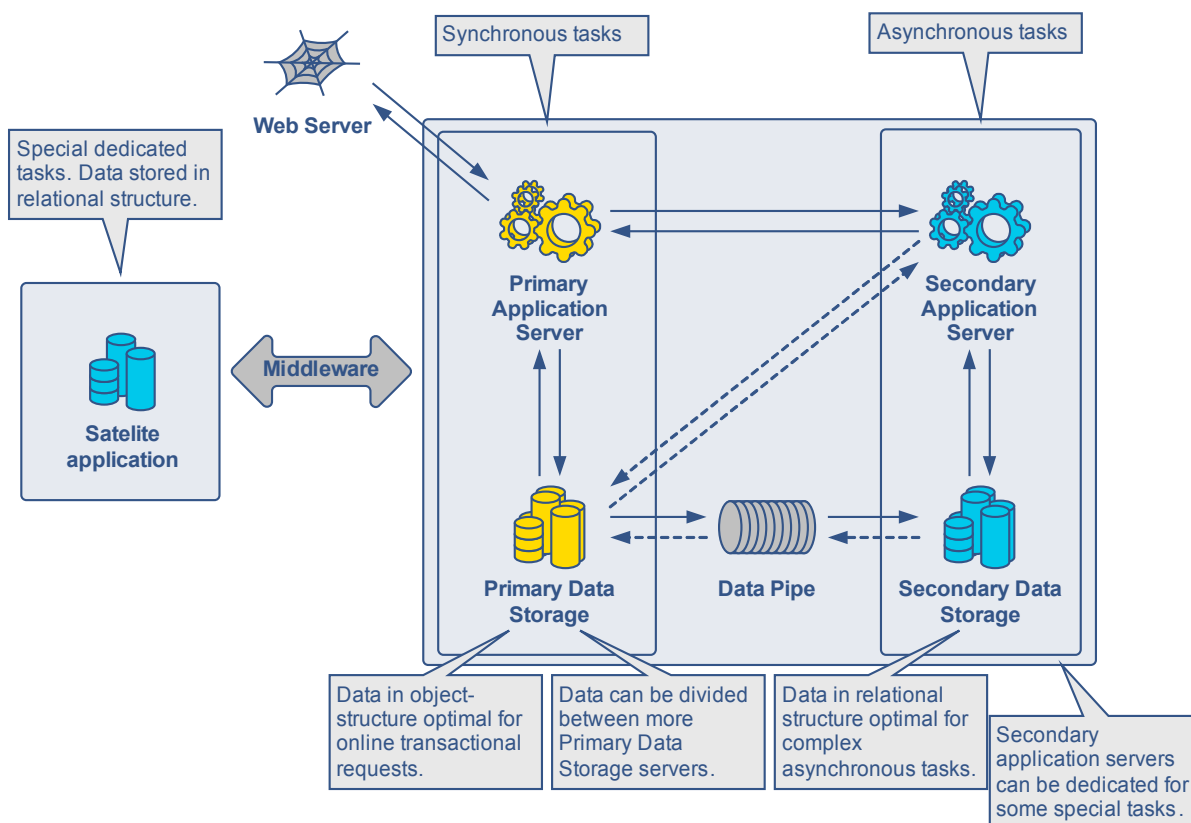 Synchronous tasks
Asynchronous tasks
Web Server
Special dedicated
tasks. Data stored in
relational structure.
Primary
Application
Server
Secondary
Application
Server
Middleware
Satelite
application
Primary Data
Storage
Data Pipe
Secondary Data
Storage
Data in object-
structure optimal for
online transactional
requests.
Data can be divided
between more
Primary Data
Storage servers.
Data in relational
structure optimal for
complex
asynchronous tasks.
Secondary
application servers
can be dedicated for
some special tasks.